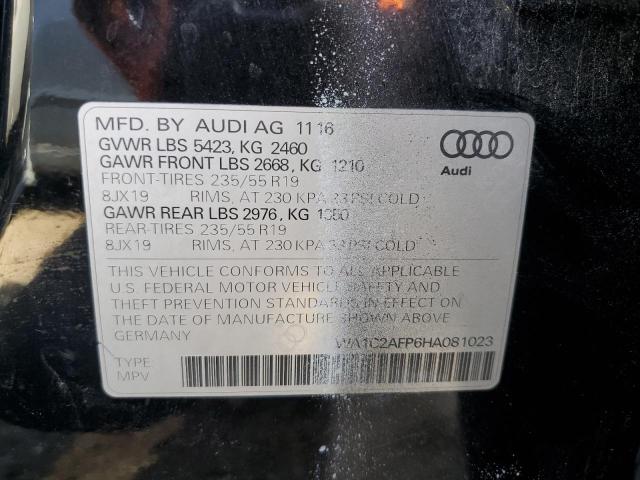 MFD. BY AUDI AG 1116
GVWR LBS 5423, KG 2460
GAWR FRONT LBS 2668, KG 1210
FRONT-TIRES 235/55 R19
8JX19 RIMS, AT 230 KPA 33 PSI COLD
GAWR REAR LBS 2976, KG 1350
REAR-TIRES 235/55 R19
8JX19 RIMS, AT 230 KPA 33 PSI COLD
Audi
THIS VEHICLE CONFORMS TO ALL APPLICABLE
U.S. FEDERAL MOTOR VEHICLE SAFETY AND
THEFT PREVENTION STANDARDS IN EFFECT ON
THE DATE OF MANUFACTURE SHOWN ABOVE
GERMANY
WA1C2AFP6HA081023
TYPE:
MPV